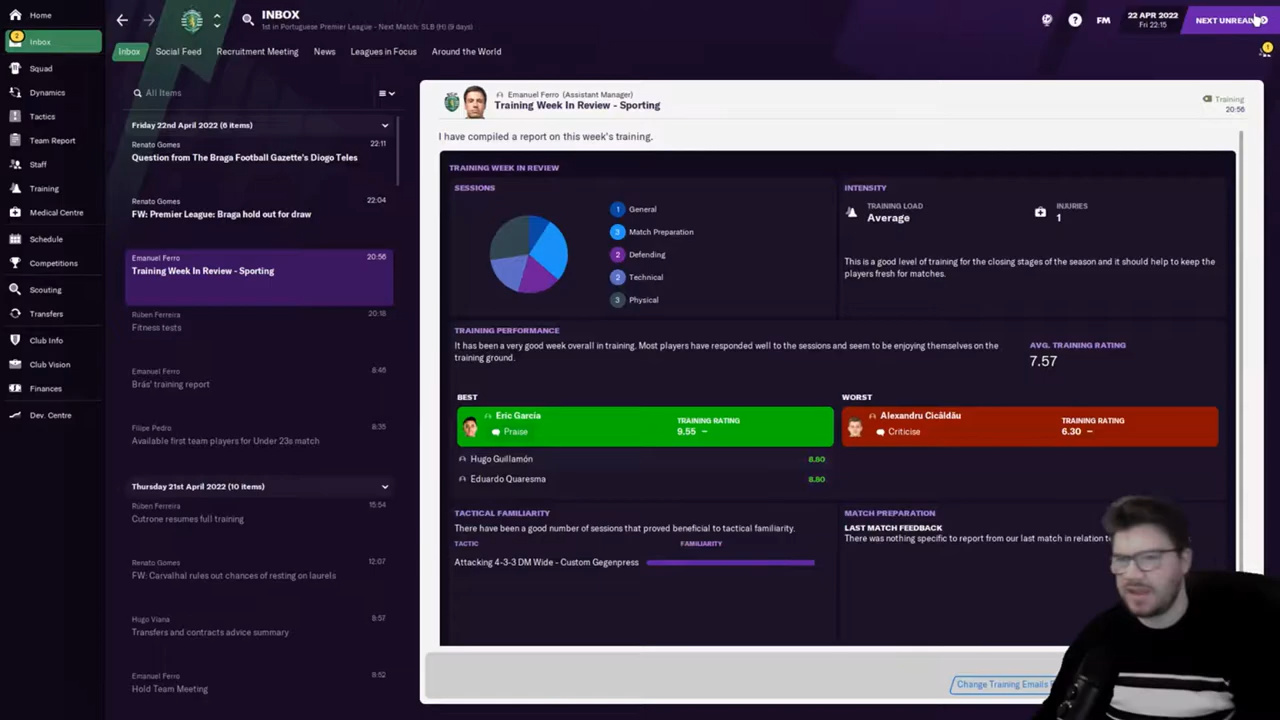 Home
2
Inbox
Squad
Dynamics
Tactics
Team Report
Staff
Training
Medical Centre
Schedule
Competitions
Scouting
Transfers
Club Info
Club Vision
Finances
Dev. Centre
INBOX
1st in Portuguese Premier League - Next Match: SLB (H) (9 days)
?
FM
22 APR 2022
Fri 22:15
NEXT UNREAD
1
Inbox
Social Feed
Recruitment Meeting
News
Leagues in Focus
Around the World
All Items
Friday 22nd April 2022 (6 items)
Renato Gomes 22:11
Question from The Braga Football Gazette's Diogo Teles
Renato Gomes 22:04
FW: Premier League: Braga hold out for draw
Emanuel Ferro 20:56
Training Week In Review - Sporting
Rúben Ferreira 20:18
Fitness tests
Emanuel Ferro 8:46
Brás' training report
Filipe Pedro 8:35
Available first team players for Under 23s match
Thursday 21st April 2022 (10 items)
Rúben Ferreira 15:54
Cutrone resumes full training
Renato Gomes 12:07
FW: Carvalhal rules out chances of resting on laurels
Hugo Viana 8:57
Transfers and contracts advice summary
Emanuel Ferro 8:52
Hold Team Meeting
Emanuel Ferro (Assistant Manager)
Training Week In Review - Sporting
Training
20:56
I have compiled a report on this week's training.
TRAINING WEEK IN REVIEW
SESSIONS
1 General
3 Match Preparation
2 Defending
2 Technical
3 Physical
INTENSITY
TRAINING LOAD
Average
INJURIES
1
This is a good level of training for the closing stages of the season and it should help to keep the
players fresh for matches.
TRAINING PERFORMANCE
It has been a very good week overall in training. Most players have responded well to the sessions and seem to be enjoying themselves on the
training ground.
AVG. TRAINING RATING
7.57
BEST
Eric García
Praise
TRAINING RATING
9.55 -
Hugo Guillamón 8.80
Eduardo Quaresma 8.80
WORST
Alexandru Cicâldău
Criticise
TRAINING RATING
6.30 -
TACTICAL FAMILIARITY
There have been a good number of sessions that proved beneficial to tactical familiarity.
TACTIC FAMILIARITY
Attacking 4-3-3 DM Wide - Custom Gegenpress
MATCH PREPARATION
LAST MATCH FEEDBACK
There was nothing specific to report from our last match in relation
Change Training Emails